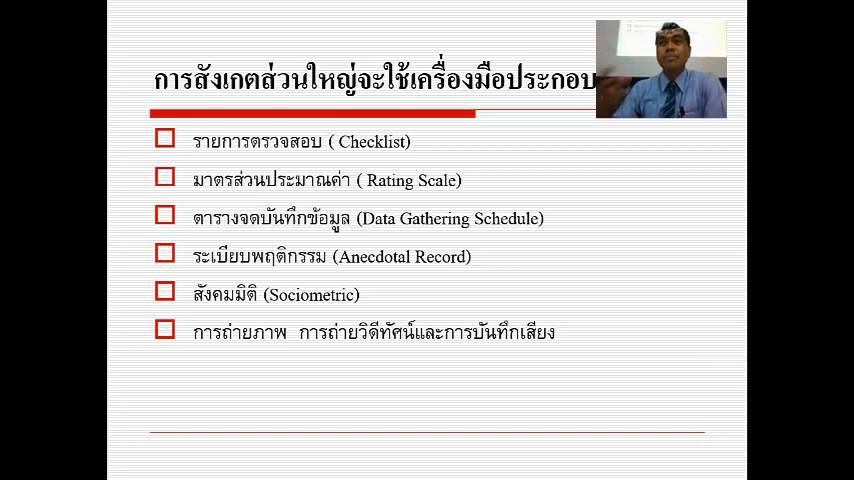 การสังเกตส่วนใหญ่จะใช้เครื่องมือประกอบ
รายการตรวจสอบ ( Checklist)
มาตรส่วนประมาณค่า ( Rating Scale)
ตารางจดบันทึกข้อมูล (Data Gathering Schedule)
ระเบียบพฤติกรรม (Anecdotal Record)
สังคมมิติ (Sociometric)
การถ่ายภาพ การถ่ายวิดีทัศน์และการบันทึกเสียง